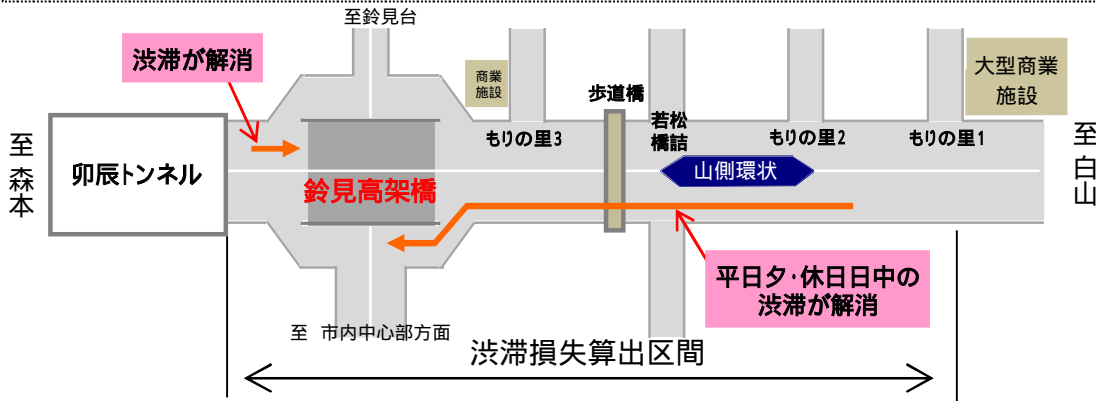 至鈴見台
渋滞が解消
商業
施設
大型商業
施設
歩道橋
若松
橋詰
もりの里3
もりの里2
もりの里1
至 森本
卯辰トンネル
山側環状
至 白山
鈴見高架橋
平日夕・休日日中の
渋滞が解消
至 市内中心部方面
渋滞損失算出区間